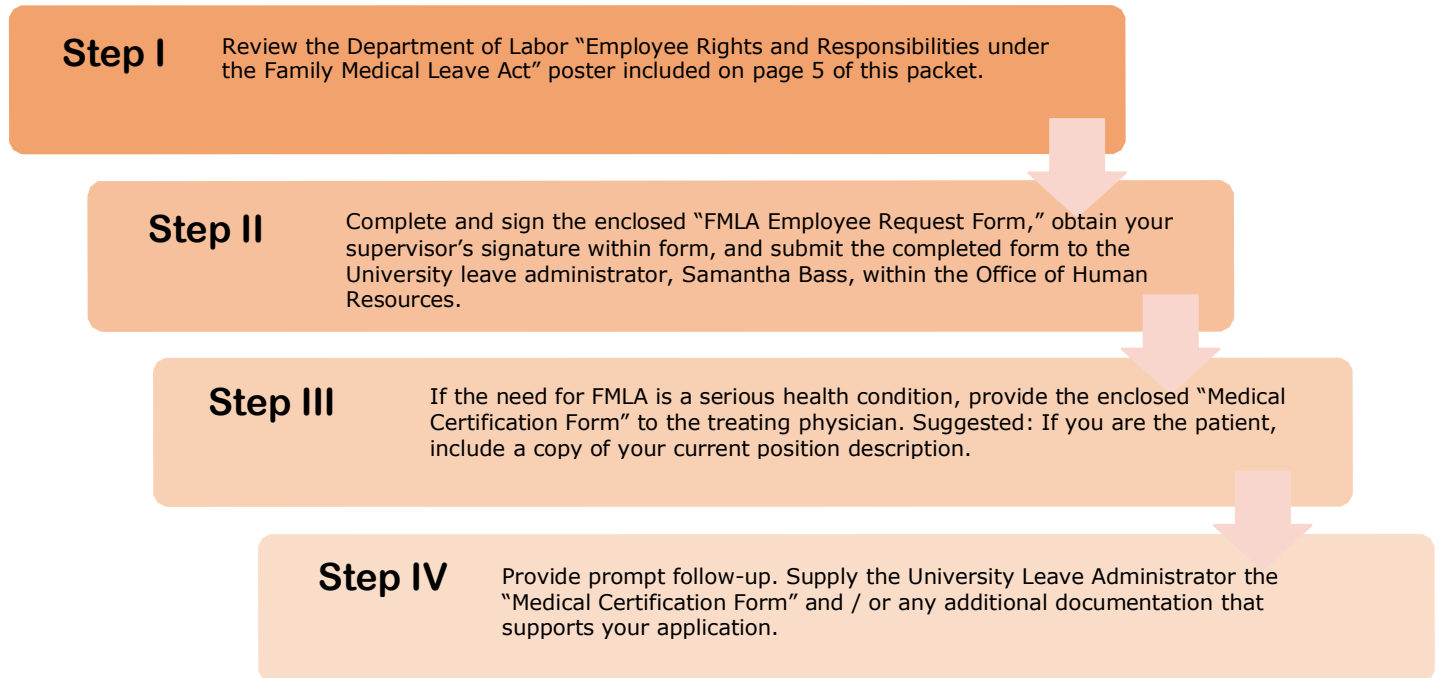 Step I
Review the Department of Labor “Employee Rights and Responsibilities under
the Family Medical Leave Act” poster included on page 5 of this packet.
Step II
Complete and sign the enclosed “FMLA Employee Request Form,” obtain your
supervisor’s signature within form, and submit the completed form to the
University leave administrator, Samantha Bass, within the Office of Human
Resources.
Step III
If the need for FMLA is a serious health condition, provide the enclosed “Medical
Certification Form” to the treating physician. Suggested: If you are the patient,
include a copy of your current position description.
Step IV
Provide prompt follow-up. Supply the University Leave Administrator the
“Medical Certification Form” and / or any additional documentation that
supports your application.